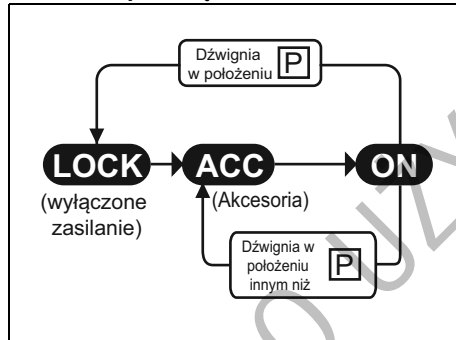 Dźwignia
w położeniu P
LOCK ACC ON
(wyłączone
zasilanie)
(Akcesoria)
Dźwignia w
położeniu
innym niż P